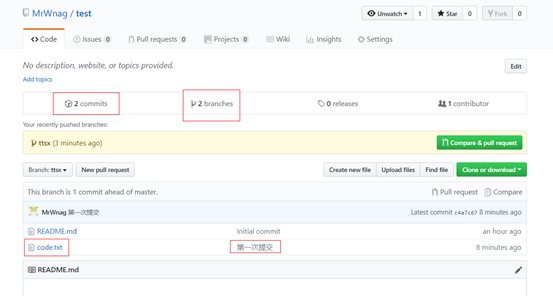 MrWnag / test
Unwatch 1 Star 0 Fork 0
Code Issues 0 Pull requests 0 Projects 0 Wiki Insights Settings
No description, website, or topics provided. Edit
Add topics
2 commits 2 branches 0 releases 1 contributor
Your recently pushed branches:
ttsx (3 minutes ago) Compare & pull request
Branch: ttsx New pull request Create new file Upload files Find file Clone or download
This branch is 1 commit ahead of master. Pull request Compare
MrWnag 第一次提交 Latest commit c4a7c67 8 minutes ago
README.md Initial commit an hour ago
code.txt 第一次提交 8 minutes ago
README.md